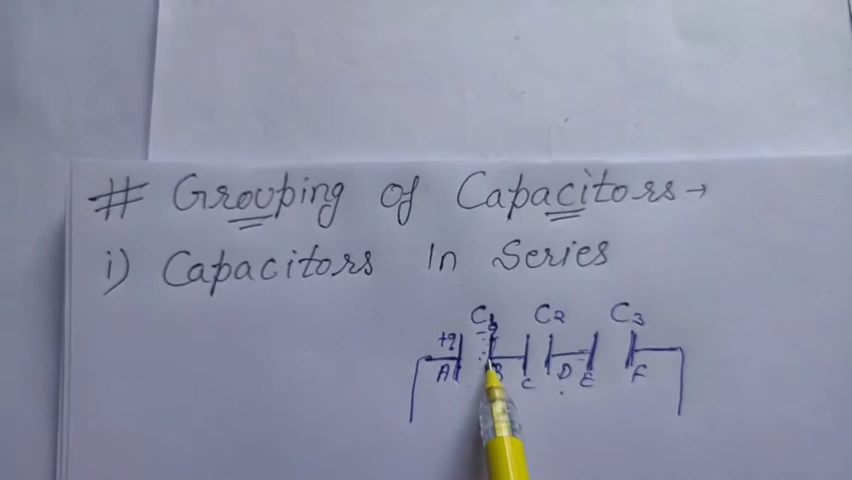 # Grouping of Capacitors →
i) Capacitors In Series
C1 C2 C3
+q -q
A B C D E F